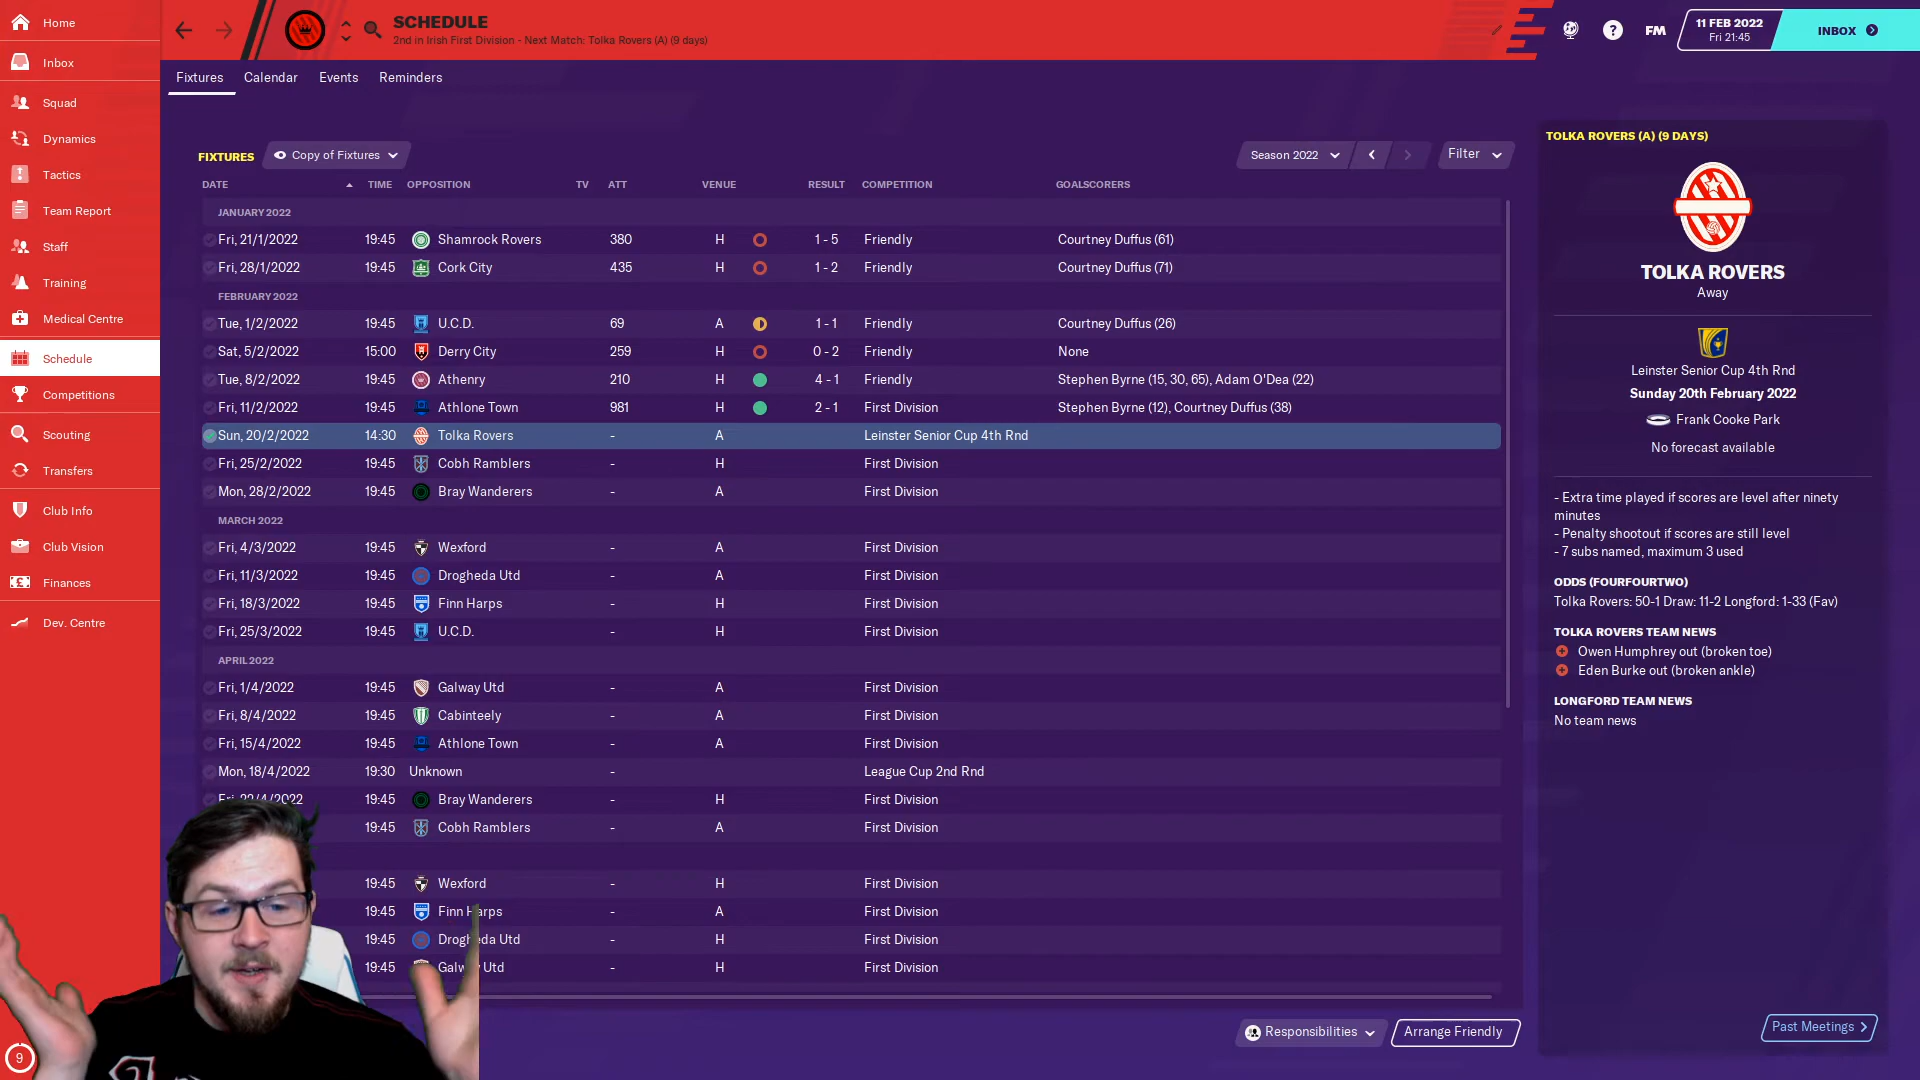 Home
Inbox
Squad
Dynamics
Tactics
Team Report
Staff
Training
Medical Centre
Schedule
Competitions
Scouting
Transfers
Club Info
Club Vision
Finances
Dev. Centre
9
SCHEDULE
2nd in Irish First Division - Next Match: Tolka Rovers (A) (9 days)
? FM
11 FEB 2022
Fri 21:45
INBOX
Fixtures Calendar Events Reminders
FIXTURES Copy of Fixtures Season 2022 Filter
DATE TIME OPPOSITION TV ATT VENUE RESULT COMPETITION GOALSCORERS
JANUARY 2022
Fri, 21/1/2022 19:45 Shamrock Rovers 380 H 1 - 5 Friendly Courtney Duffus (61)
Fri, 28/1/2022 19:45 Cork City 435 H 1 - 2 Friendly Courtney Duffus (71)
FEBRUARY 2022
Tue, 1/2/2022 19:45 U.C.D. 69 A 1 - 1 Friendly Courtney Duffus (26)
Sat, 5/2/2022 15:00 Derry City 259 H 0 - 2 Friendly None
Tue, 8/2/2022 19:45 Athenry 210 H 4 - 1 Friendly Stephen Byrne (15, 30, 65), Adam O'Dea (22)
Fri, 11/2/2022 19:45 Athlone Town 981 H 2 - 1 First Division Stephen Byrne (12), Courtney Duffus (38)
Sun, 20/2/2022 14:30 Tolka Rovers - A Leinster Senior Cup 4th Rnd
Fri, 25/2/2022 19:45 Cobh Ramblers - H First Division
Mon, 28/2/2022 19:45 Bray Wanderers - A First Division
MARCH 2022
Fri, 4/3/2022 19:45 Wexford - A First Division
Fri, 11/3/2022 19:45 Drogheda Utd - A First Division
Fri, 18/3/2022 19:45 Finn Harps - H First Division
Fri, 25/3/2022 19:45 U.C.D. - H First Division
APRIL 2022
Fri, 1/4/2022 19:45 Galway Utd - A First Division
Fri, 8/4/2022 19:45 Cabinteely - A First Division
Fri, 15/4/2022 19:45 Athlone Town - A First Division
Mon, 18/4/2022 19:30 Unknown - League Cup 2nd Rnd
Fri, 22/4/2022 19:45 Bray Wanderers - H First Division
19:45 Cobh Ramblers - A First Division
19:45 Wexford - H First Division
19:45 Finn Harps - A First Division
19:45 Drogheda Utd - H First Division
19:45 Galway Utd - H First Division
Responsibilities Arrange Friendly
TOLKA ROVERS (A) (9 DAYS)
TOLKA ROVERS
Away
Leinster Senior Cup 4th Rnd
Sunday 20th February 2022
Frank Cooke Park
No forecast available
- Extra time played if scores are level after ninety
minutes
- Penalty shootout if scores are still level
- 7 subs named, maximum 3 used
ODDS (FOURFOURTWO)
Tolka Rovers: 50-1 Draw: 11-2 Longford: 1-33 (Fav)
TOLKA ROVERS TEAM NEWS
Owen Humphrey out (broken toe)
Eden Burke out (broken ankle)
LONGFORD TEAM NEWS
No team news
Past Meetings